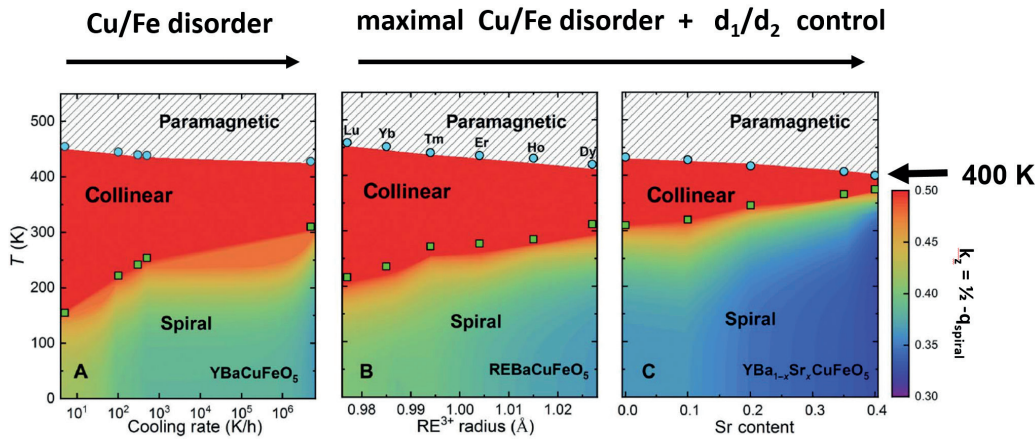 Cu/Fe disorder
maximal Cu/Fe disorder + d₁/d₂ control
T (K)
500
400
300
200
100
0
Paramagnetic
Collinear
Spiral
A
YBaCuFeO₅
10¹
10²
10³
10⁴
10⁵
10⁶
Cooling rate (K/h)
Lu
Yb
Tm
Er
Ho
Dy
Paramagnetic
Collinear
Spiral
B
REBaCuFeO₅
0.98
0.99
1.00
1.01
1.02
RE³⁺ radius (Å)
Paramagnetic
Collinear
Spiral
C
YBa₁₋ₓSrₓCuFeO₅
0.0
0.1
0.2
0.3
0.4
Sr content
400 K
0.50
0.45
0.40
0.35
0.30
k_z = ½ -q_spiral